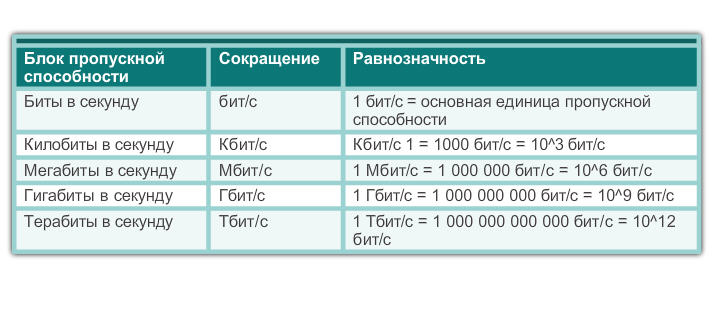 Блок пропускной способности Сокращение Равнозначность
Биты в секунду бит/с 1 бит/с = основная единица пропускной способности
Килобиты в секунду Кбит/с Кбит/с 1 = 1000 бит/с = 10^3 бит/с
Мегабиты в секунду Мбит/с 1 Мбит/с = 1 000 000 бит/с = 10^6 бит/с
Гигабиты в секунду Гбит/с 1 Гбит/с = 1 000 000 000 бит/с = 10^9 бит/с
Терабиты в секунду Тбит/с 1 Тбит/с = 1 000 000 000 000 бит/с = 10^12 бит/с